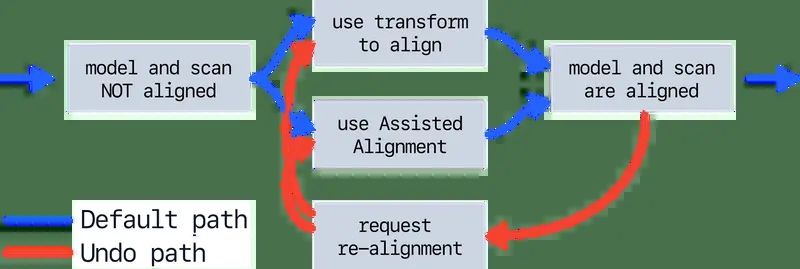 use transform
to align
model and scan
NOT aligned
model and scan
are aligned
use Assisted
Alignment
request
re-alignment
Default path
Undo path